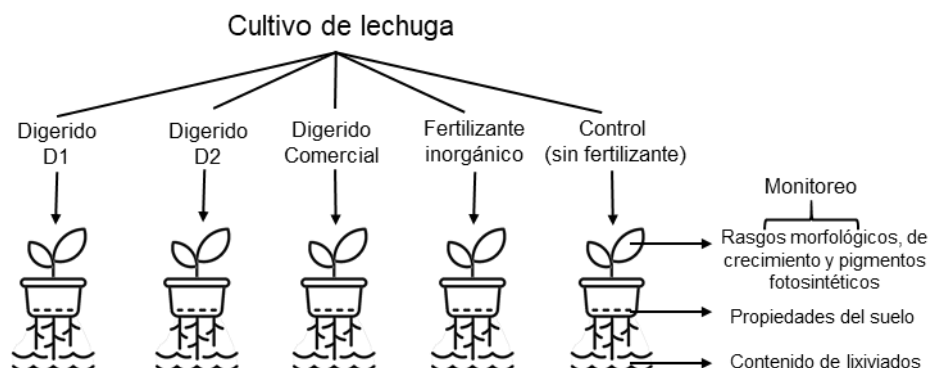 Cultivo de lechuga
Digerido
D1
Digerido
D2
Digerido
Comercial
Fertilizante
inorgánico
Control
(sin fertilizante)
Monitoreo
Rasgos morfológicos, de
crecimiento y pigmentos
fotosintéticos
Propiedades del suelo
Contenido de lixiviados